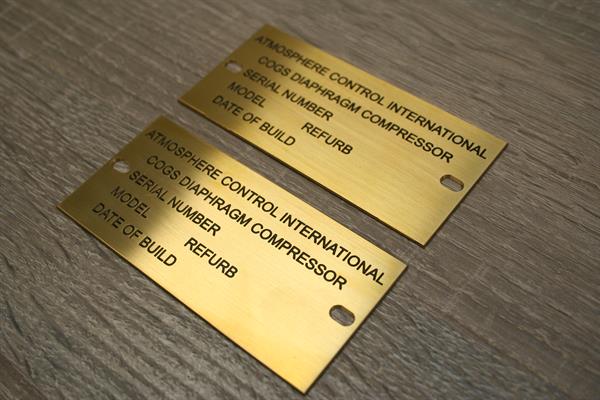 ATMOSPHERE CONTROL INTERNATIONAL
COGS DIAPHRAGM COMPRESSOR
SERIAL NUMBER
MODEL REFURB
DATE OF BUILD
ATMOSPHERE CONTROL INTERNATIONAL
COGS DIAPHRAGM COMPRESSOR
SERIAL NUMBER
MODEL REFURB
DATE OF BUILD